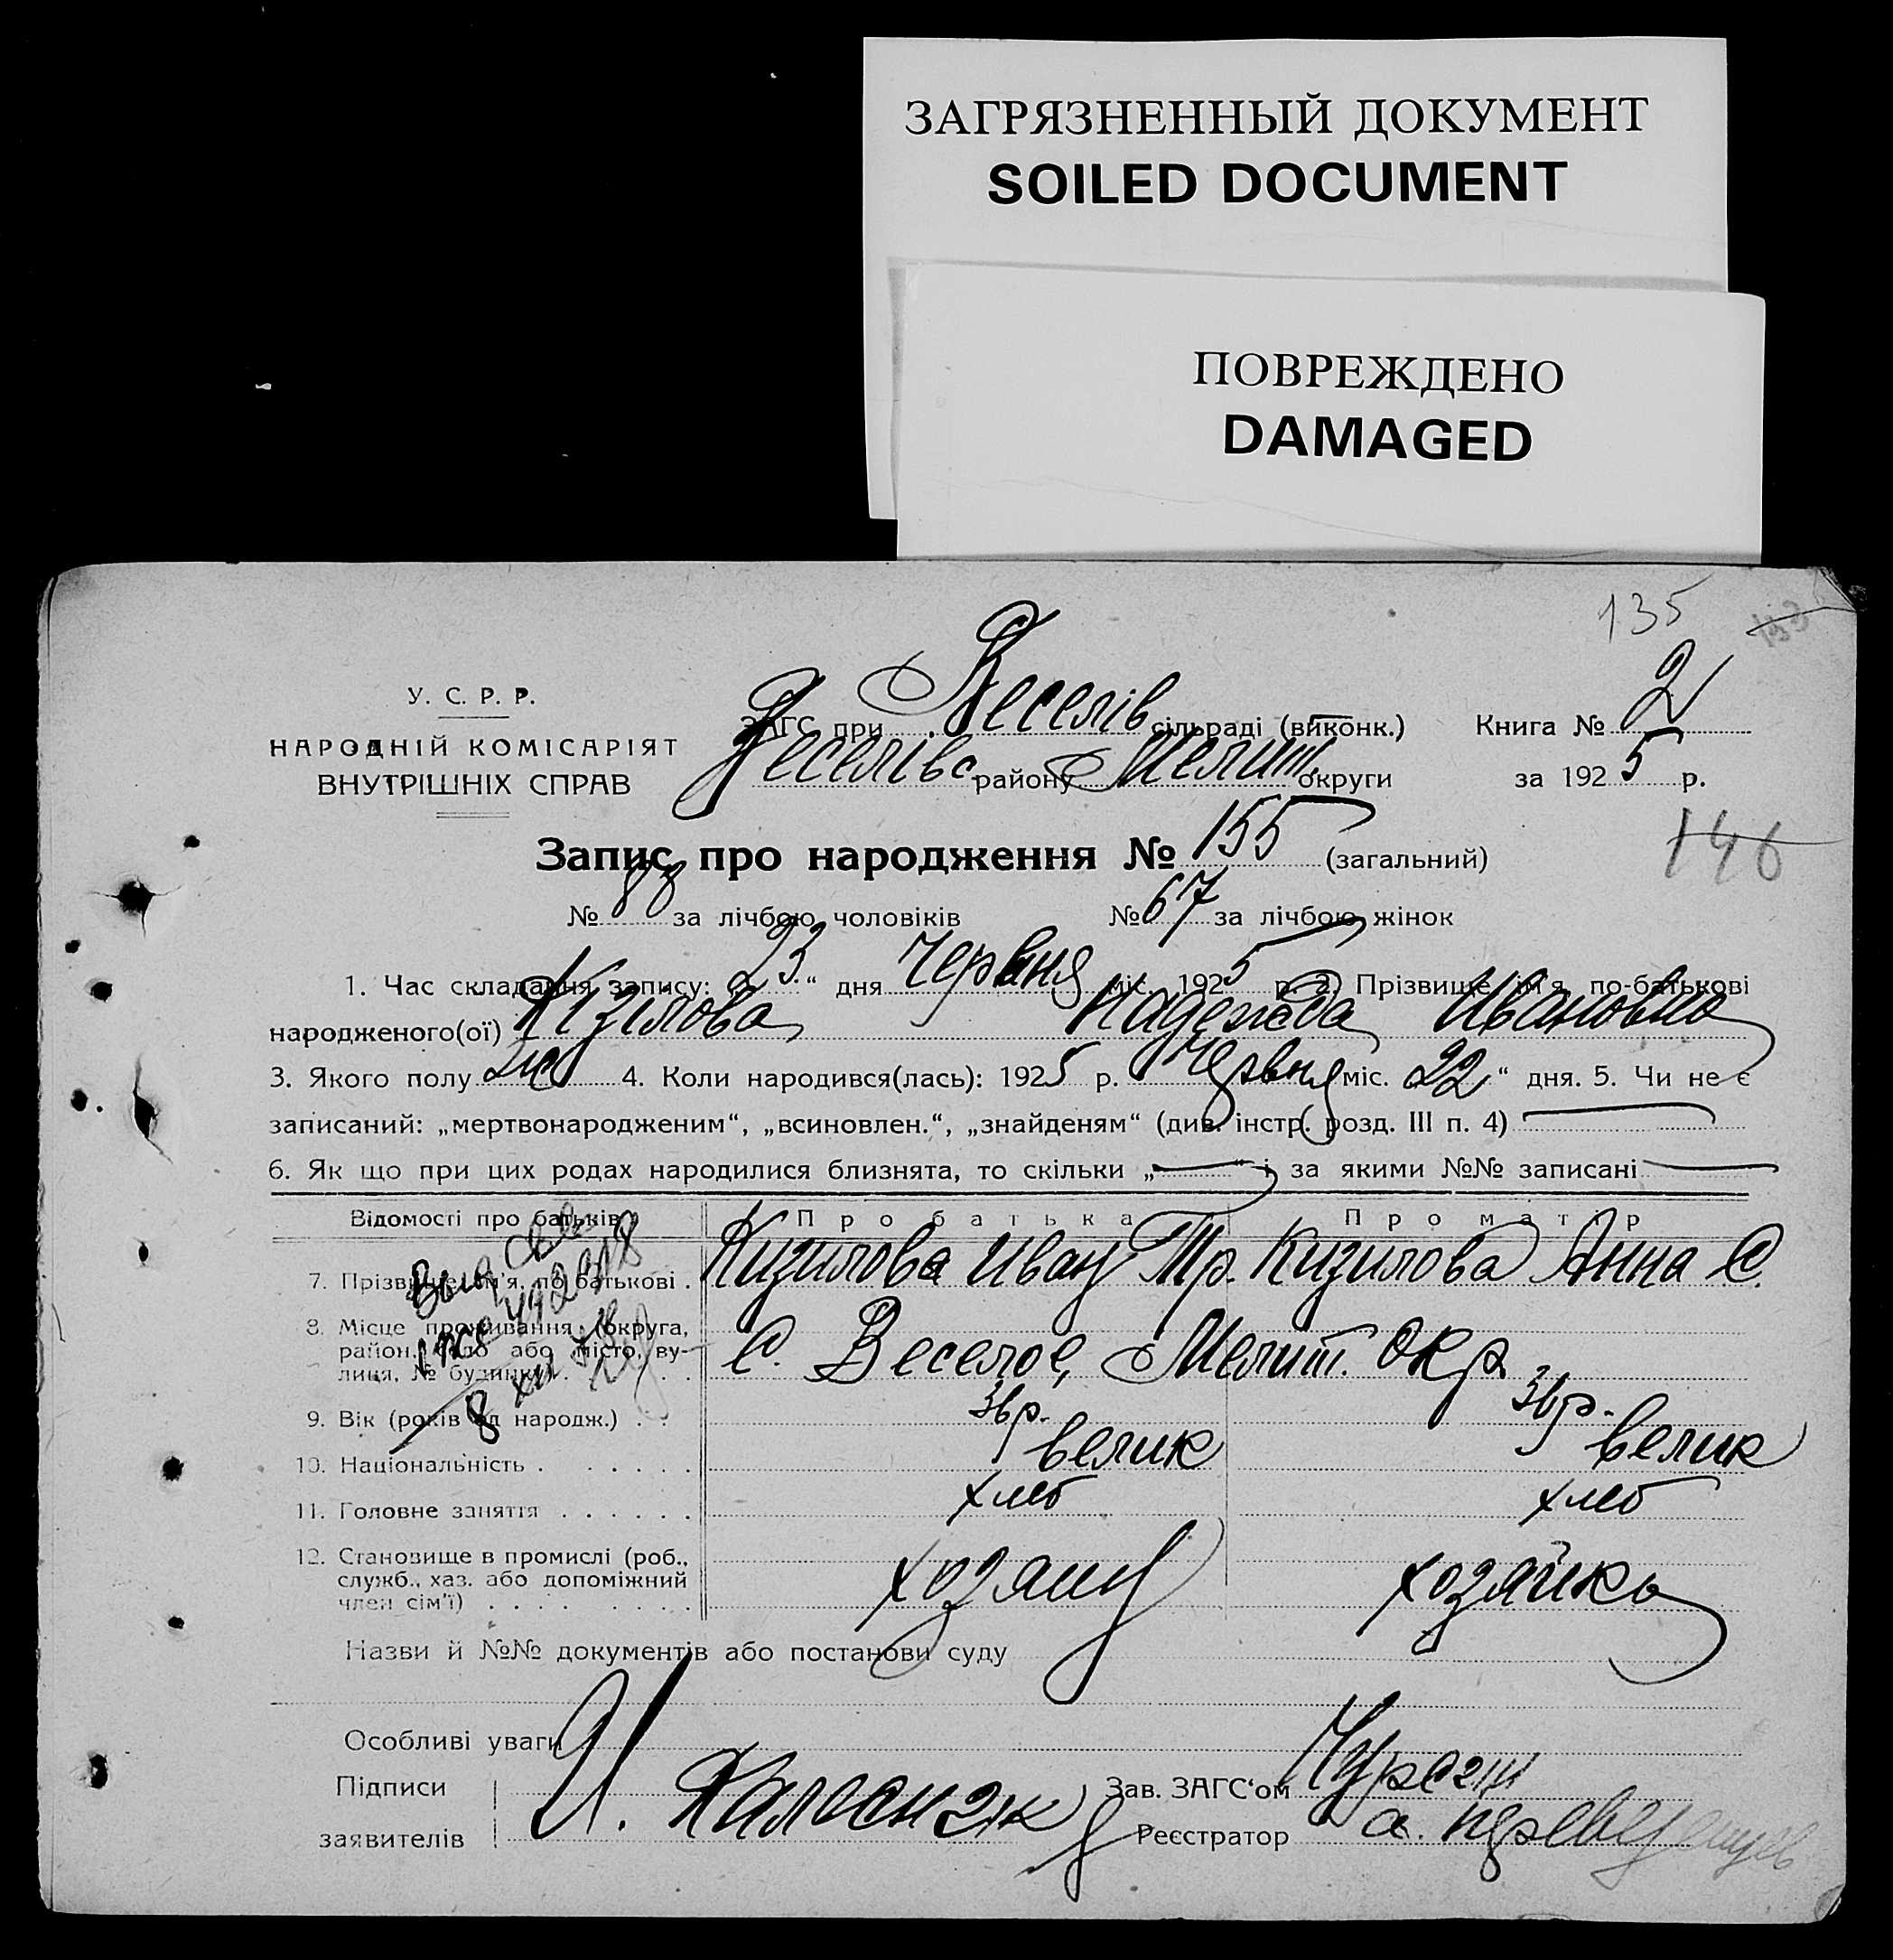 ЗАГРЯЗНЕННЫЙ ДОКУМЕНТ
SOILED DOCUMENT
ПОВРЕЖДЕНО
DAMAGED
135 133
У. С. Р. Р.
НАРОДНІЙ КОМІСАРІЯТ
ВНУТРІШНІХ СПРАВ
ЗАГС при Веселів сільраді (виконк.) Книга № 2
Веселівс району Мелит. округи за 1925 р.
146
Запис про народження № 155 (загальний)
№ 88 за лічбою чоловіків № 67 за лічбою жінок
1. Час складання запису: „23“ дня Червня міс. 1925 р. 2. Прізвище, ім'я, по-батькові
народженого(ої) Кізілова Надежда Ивановна
3. Якого полу жс 4. Коли народився(лась): 1925 р. Червня міс. 22“ дня. 5. Чи не є
записаний: „мертвонародженим“, „всиновлен.“, „знайденям“ (див. інстр. розд. III п. 4)
6. Як що при цих родах народилися близнята, то скільки „ “ і за якими №№ записані
Відомості про батьків: Про батька Про матір
7. Прізвище, ім'я, по батькові . Кизилова Иван Тр. Кизилова Анна С.
8. Місце проживання: (округа, район, село або місто, вулиця, № будинку) . . . С. Веселое, Мелит. Окр
9. Вік (років од народж.) . . 36 р. 36 р.
10. Національність . . . . . . велик велик
11. Головне заняття . . . . . . хлеб хлеб
12. Становище в промислі (роб., служб., хаз. або допоміжний член сім'ї) . . . . . . . . хозяин хозяйка
Назви й №№ документів або постанови суду
Особливі уваги
Підписи Зав. ЗАГС'ом
заявителів Реєстратор